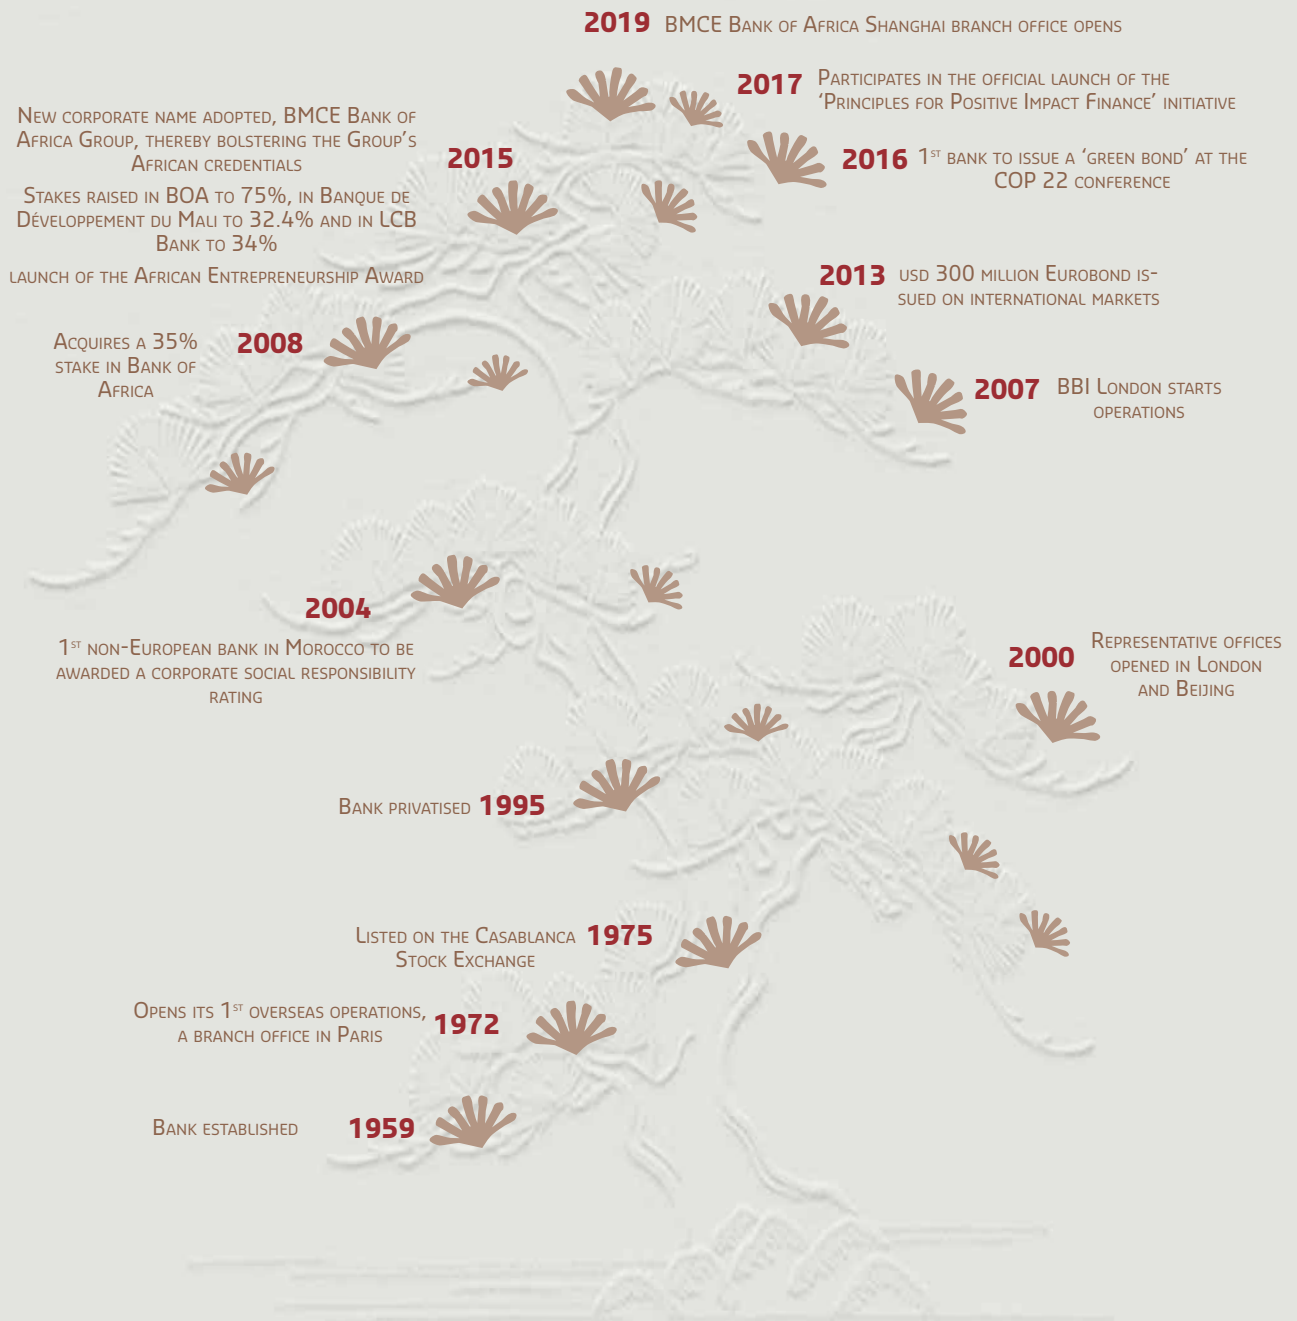 2019 BMCE Bank of Africa Shanghai branch office opens
2017 Participates in the official launch of the
‘Principles for Positive Impact Finance’ initiative
New corporate name adopted, BMCE Bank of
Africa Group, thereby bolstering the Group’s
African credentials
2015
Stakes raised in BOA to 75%, in Banque de
Développement du Mali to 32.4% and in LCB
Bank to 34%
launch of the African Entrepreneurship Award
2016 1st bank to issue a ‘green bond’ at the
COP 22 conference
2013 usd 300 million Eurobond is-
sued on international markets
Acquires a 35%
stake in Bank of
Africa
2008
2007 BBI London starts
operations
2004
1st non-European bank in Morocco to be
awarded a corporate social responsibility
rating
2000 Representative offices
opened in London
and Beijing
Bank privatised 1995
Listed on the Casablanca 1975
Stock Exchange
Opens its 1st overseas operations,
a branch office in Paris
1972
Bank established 1959